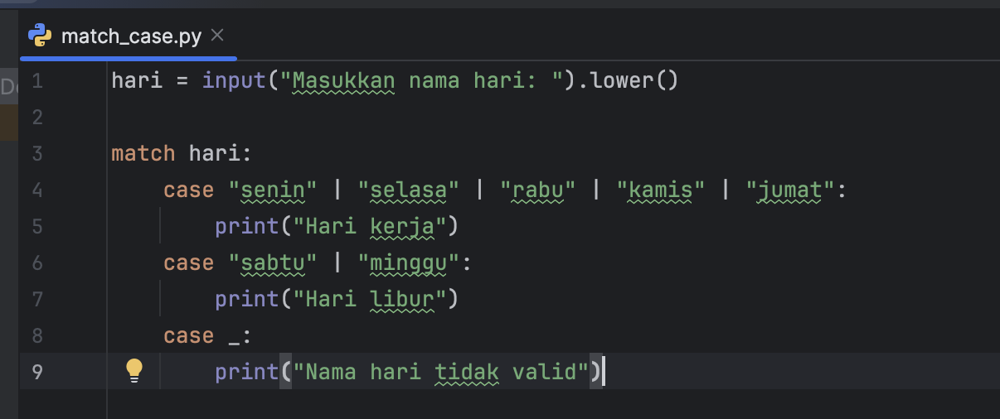 match_case.py
1 hari = input("Masukkan nama hari: ").lower()
2
3 match hari:
4     case "senin" | "selasa" | "rabu" | "kamis" | "jumat":
5         print("Hari kerja")
6     case "sabtu" | "minggu":
7         print("Hari libur")
8     case _:
9         print("Nama hari tidak valid")